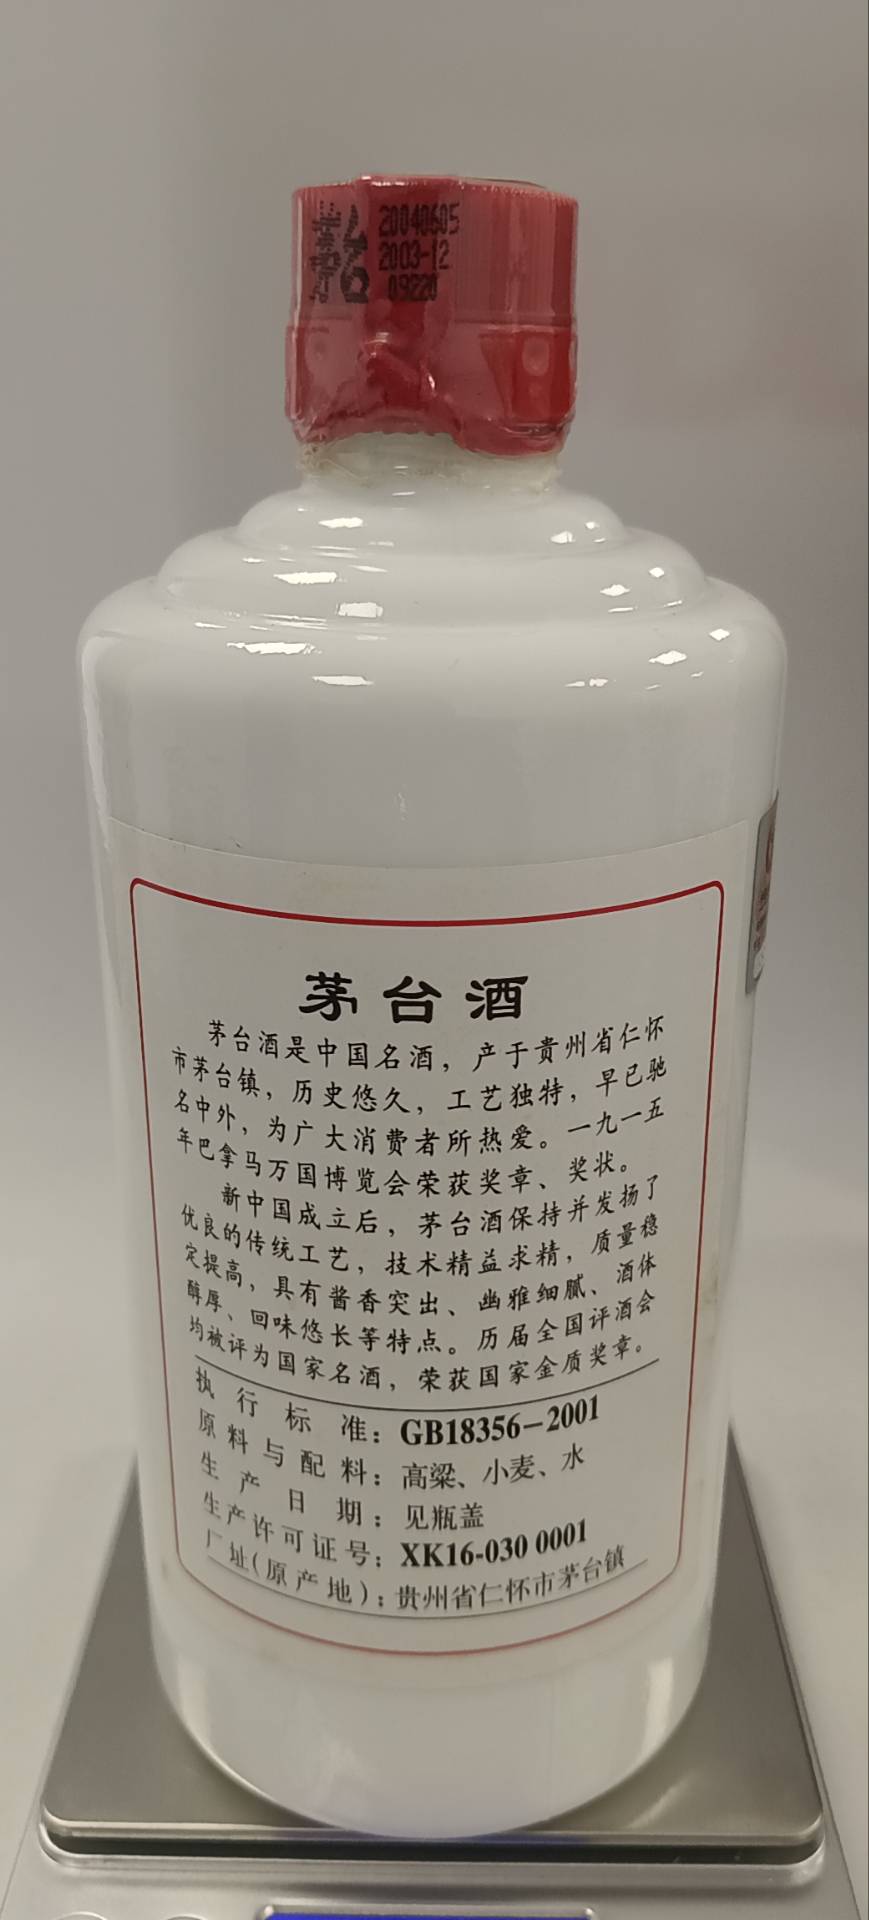 茅台
20040605
2003-12
09220
茅台酒
茅台酒是中国名酒，产于贵州省仁怀
市茅台镇，历史悠久，工艺独特，早已驰
名中外，为广大消费者所热爱。一九一五
年巴拿马万国博览会荣获奖章、奖状。
新中国成立后，茅台酒保持并发扬了
优良的传统工艺，技术精益求精，质量稳
定提高，具有酱香突出、幽雅细腻、酒体
醇厚、回味悠长等特点。历届全国评酒会
均被评为国家名酒，荣获国家金质奖章。
执行标准：GB18356-2001
原料与配料：高粱、小麦、水
生产日期：见瓶盖
生产许可证号：XK16-030 0001
厂址(原产地)：贵州省仁怀市茅台镇